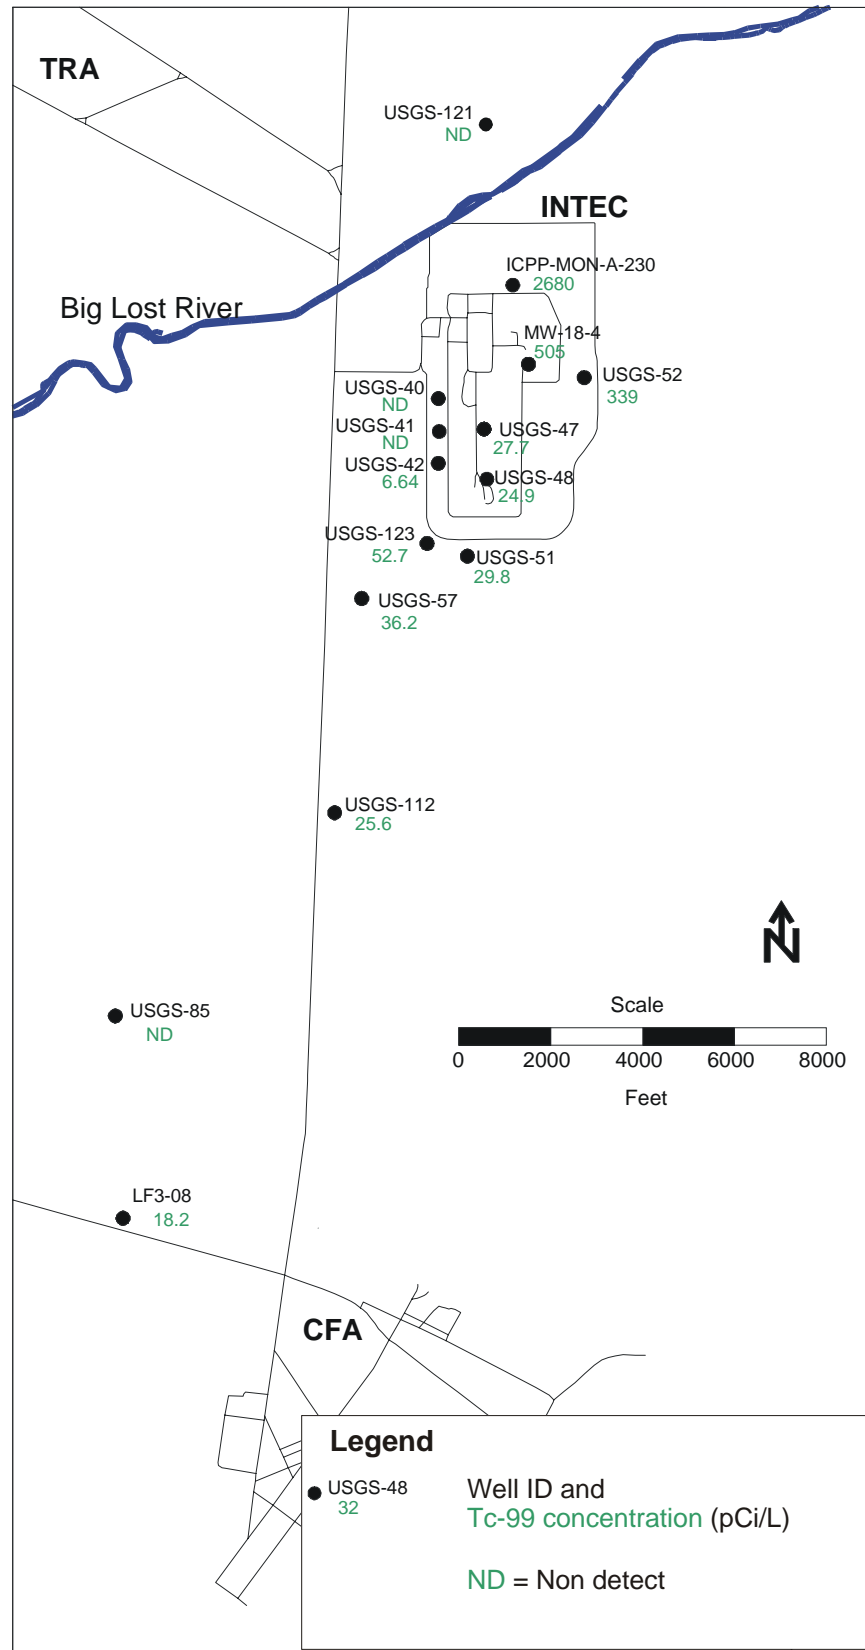 TRA
USGS-121
ND
INTEC
ICPP-MON-A-230
2680
Big Lost River
MW-18-4
505
USGS-52
339
USGS-40
ND
USGS-41
ND
USGS-47
27.7
USGS-42
6.64
USGS-48
24.9
USGS-123
52.7
USGS-51
29.8
USGS-57
36.2
USGS-112
25.6
N
USGS-85
ND
Scale
0 2000 4000 6000 8000
Feet
LF3-08
18.2
CFA
Legend
USGS-48
32
Well ID and
Tc-99 concentration (pCi/L)
ND = Non detect